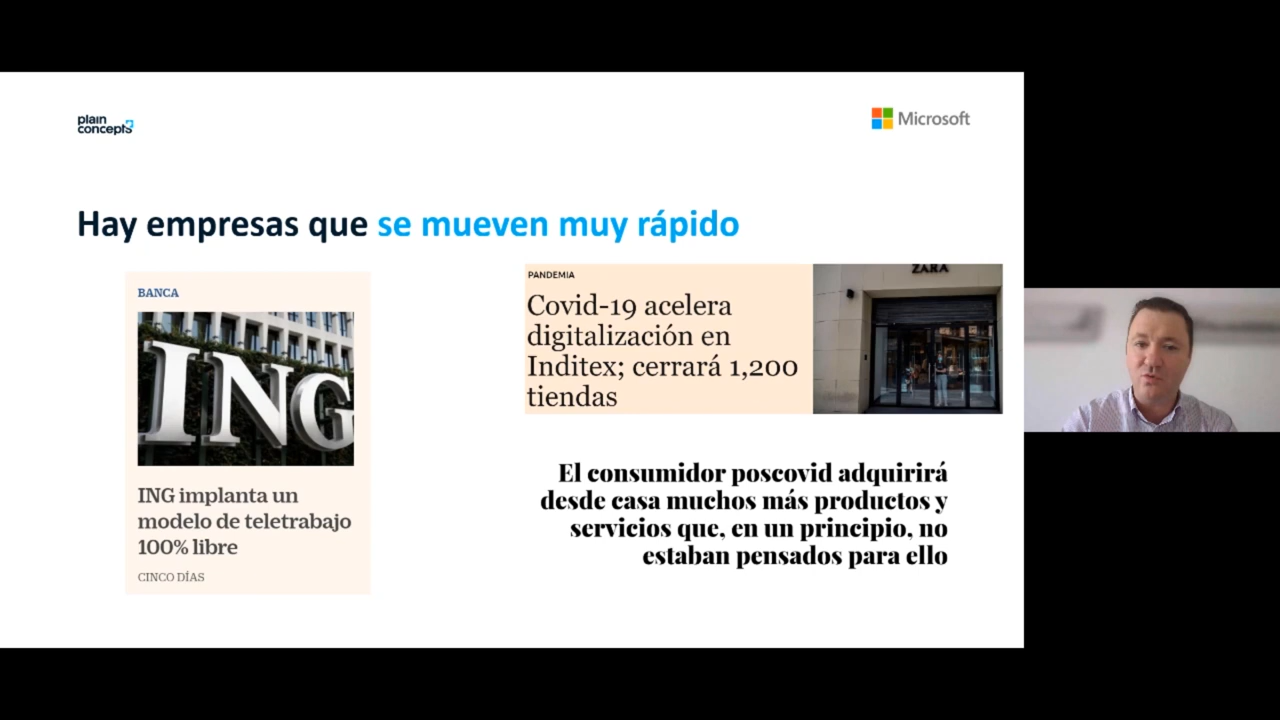 plain
concepts
Microsoft
Hay empresas que se mueven muy rápido
BANCA
ING
ING implanta un
modelo de teletrabajo
100% libre
CINCO DÍAS
PANDEMIA
Covid-19 acelera
digitalización en
Inditex; cerrará 1,200
tiendas
ZARA
El consumidor poscovid adquirirá
desde casa muchos más productos y
servicios que, en un principio, no
estaban pensados para ello